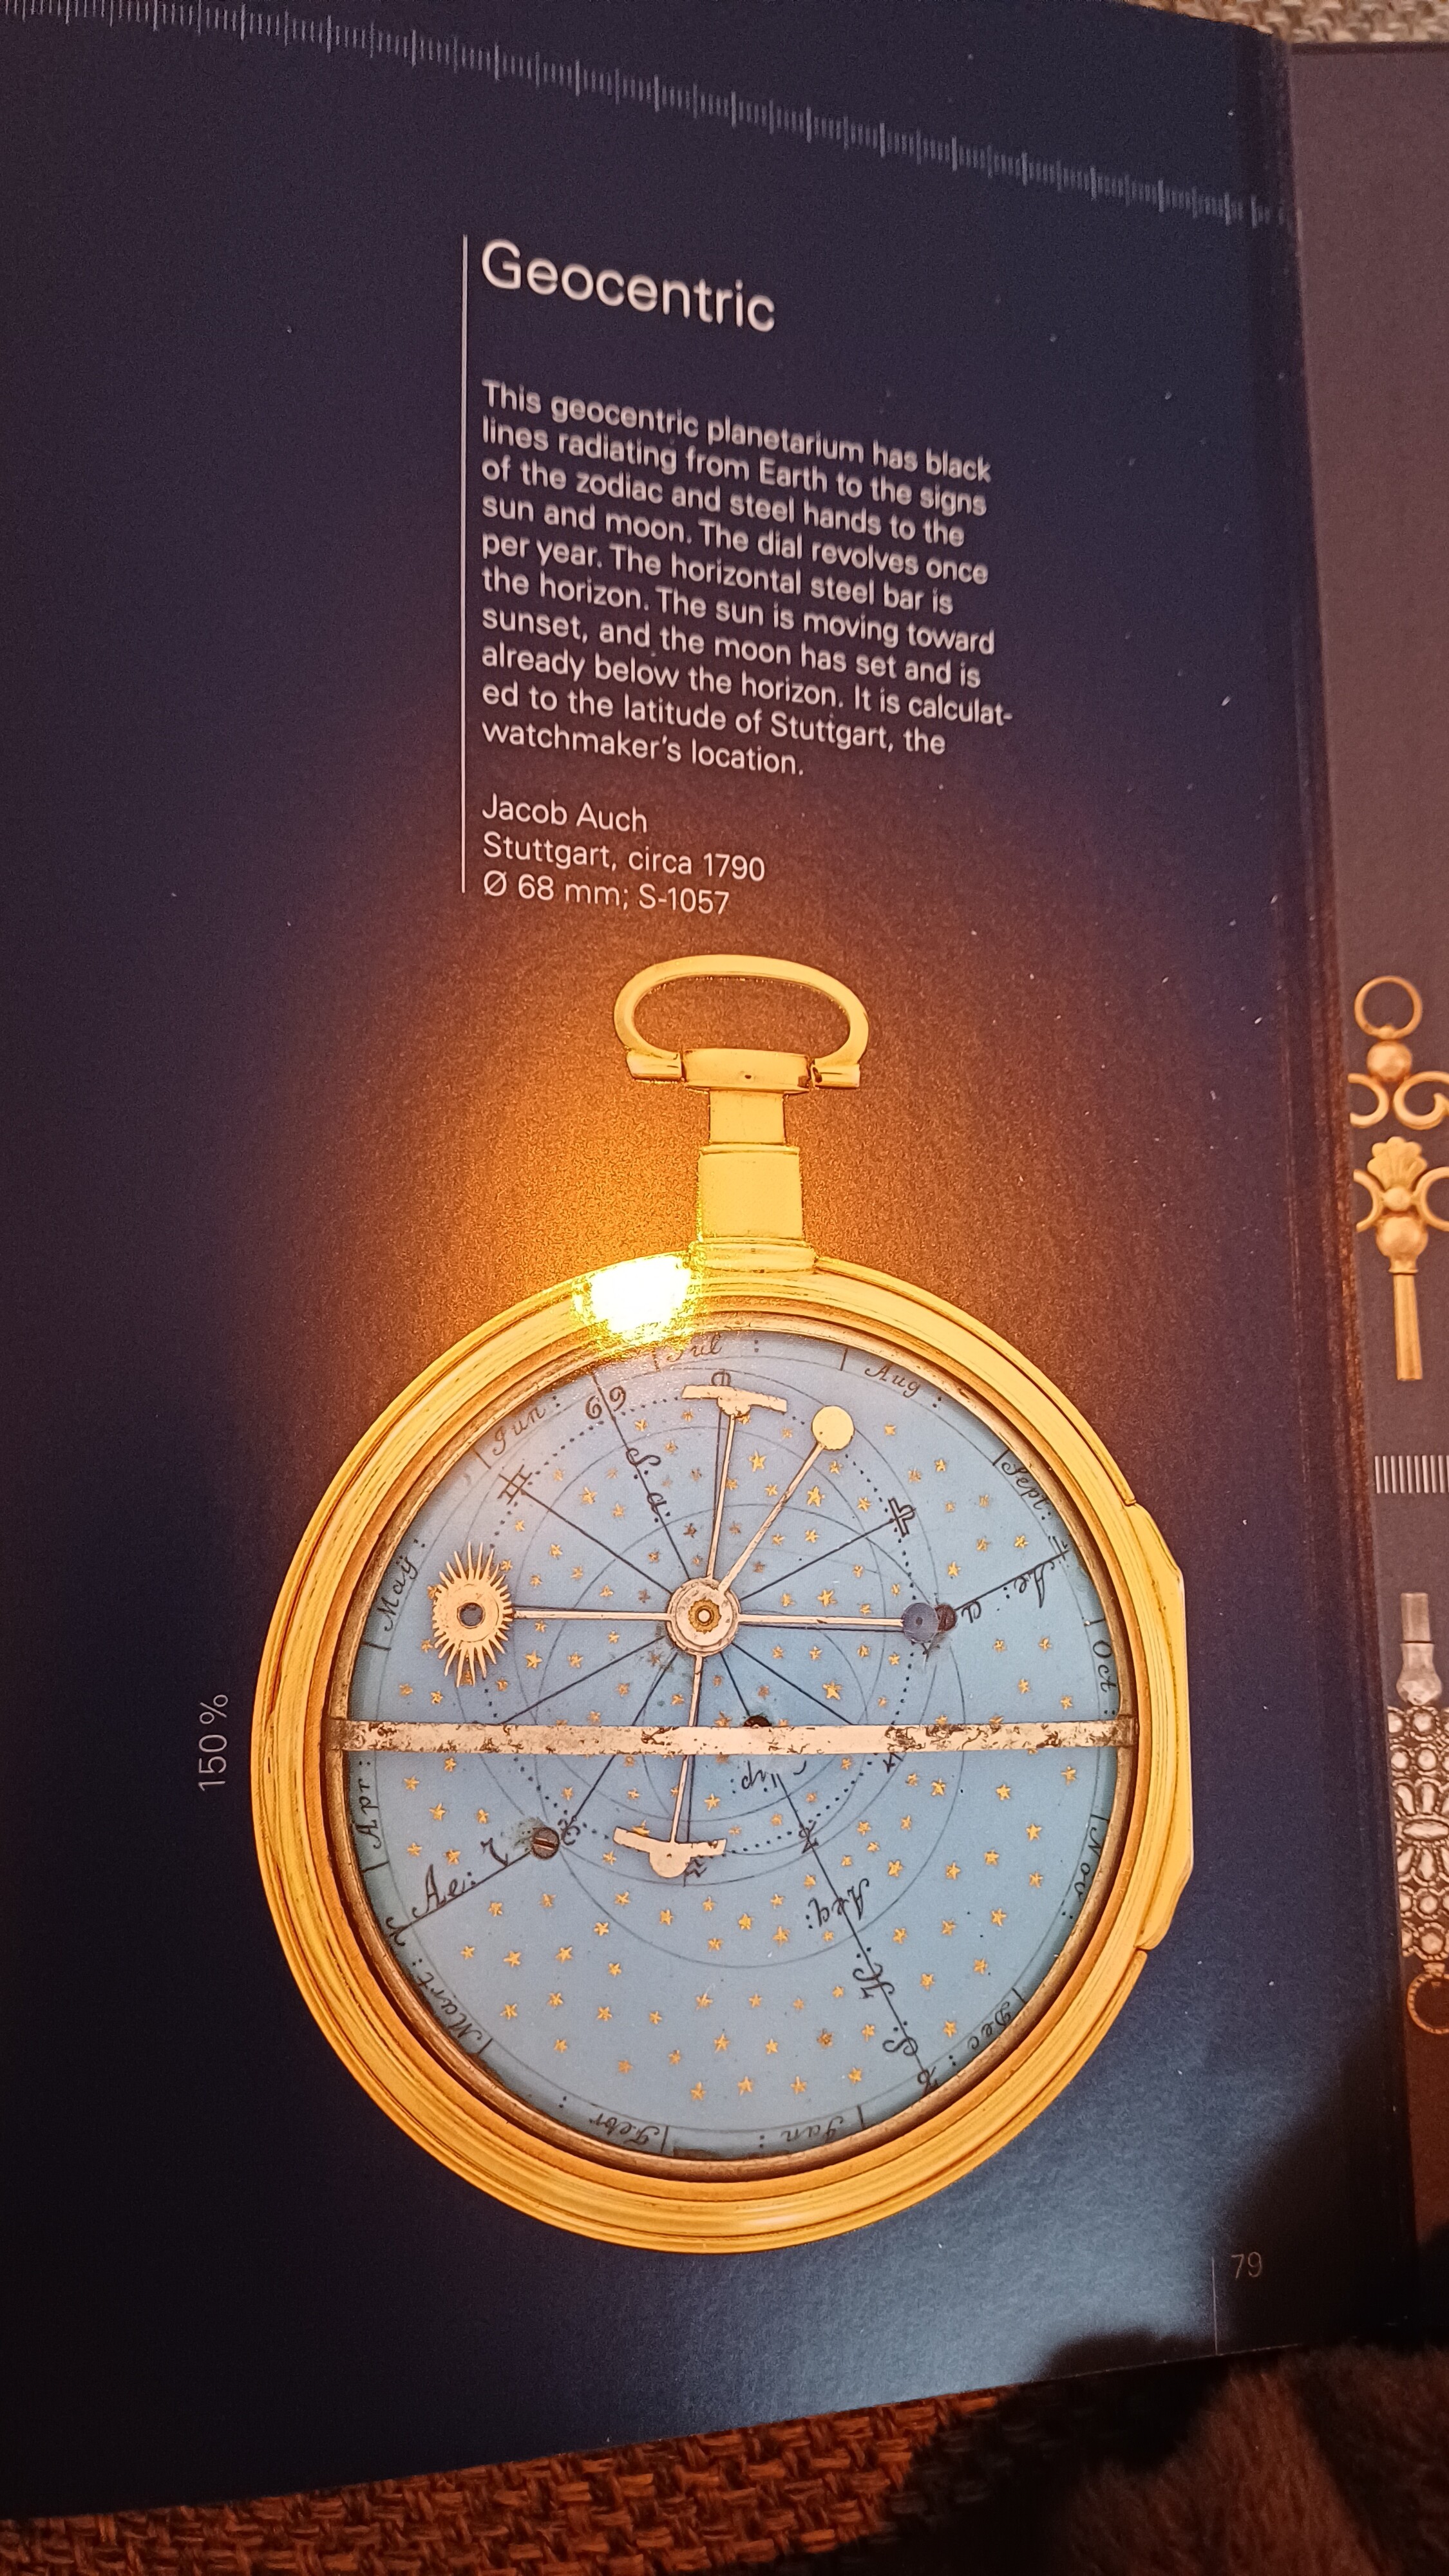 Geocentric
This geocentric planetarium has black
lines radiating from Earth to the signs
of the zodiac and steel hands to the
sun and moon. The dial revolves once
per year. The horizontal steel bar is
the horizon. The sun is moving toward
sunset, and the moon has set and is
already below the horizon. It is calculat-
ed to the latitude of Stuttgart, the
watchmaker's location.
Jacob Auch
Stuttgart, circa 1790
Ø 68 mm; S-1057
150 %
Jul :
Aug :
Sept :
Oct
Nov :
Dec :
Jan :
Febr :
Mart :
Apr :
Maÿ :
Jun :
S. a.
Ae: a
Ae: v
Aeq:
H. S.
79